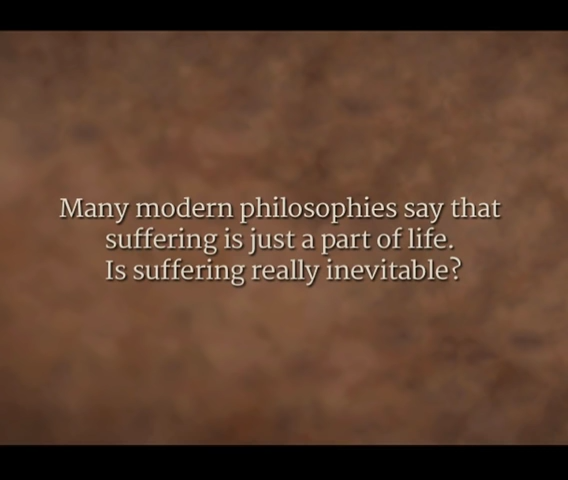 Many modern philosophies say that
suffering is just a part of life.
Is suffering really inevitable?